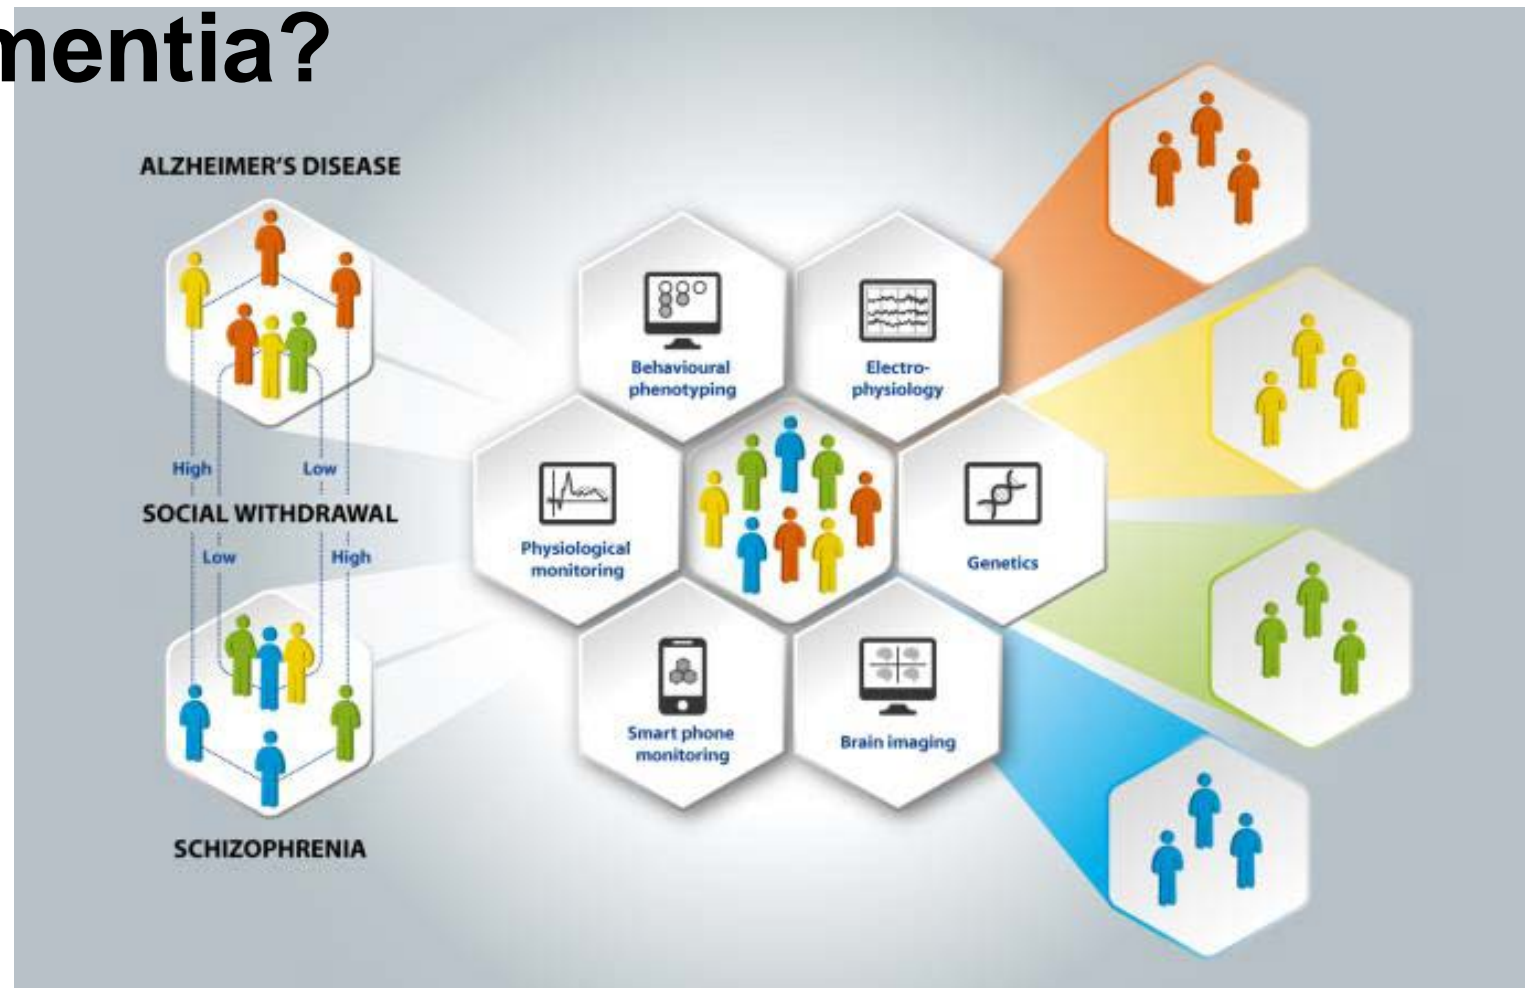 mentia?
ALZHEIMER'S DISEASE
High
Low
SOCIAL WITHDRAWAL
Low
High
SCHIZOPHRENIA
Behavioural
phenotyping
Electro-
physiology
Physiological
monitoring
Genetics
Smart phone
monitoring
Brain imaging